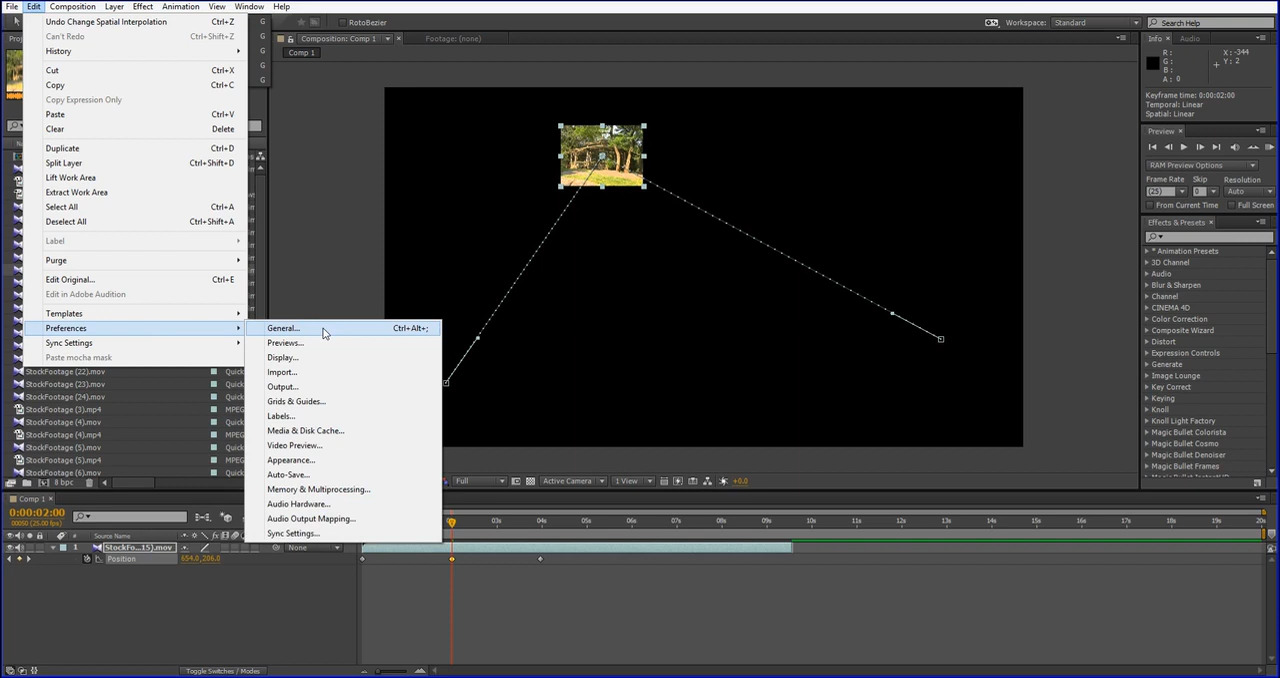 File Edit Composition Layer Effect Animation View Window Help
Undo Change Spatial Interpolation Ctrl+Z
Can't Redo Ctrl+Shift+Z
History
Cut Ctrl+X
Copy Ctrl+C
Copy Expression Only
Paste Ctrl+V
Clear Delete
Duplicate Ctrl+D
Split Layer Ctrl+Shift+D
Lift Work Area
Extract Work Area
Select All Ctrl+A
Deselect All Ctrl+Shift+A
Label
Purge
Edit Original... Ctrl+E
Edit in Adobe Audition
Templates
Preferences
Sync Settings
Paste mocha mask
General... Ctrl+Alt+;
Previews...
Display...
Import...
Output...
Grids & Guides...
Labels...
Media & Disk Cache...
Video Preview...
Appearance...
Auto-Save...
Memory & Multiprocessing...
Audio Hardware...
Audio Output Mapping...
Sync Settings...
G
G
G
G
G
RotoBezier
Workspace: Standard
Search Help
Composition: Comp 1
Footage: (none)
Comp 1
Info Audio
R:
G:
B:
A: 0
X: -344
Y: 2
Keyframe time: 0:00:02:00
Temporal: Linear
Spatial: Linear
Preview
RAM Preview Options
Frame Rate Skip Resolution
(25) 0 Auto
From Current Time Full Screen
Effects & Presets
* Animation Presets
3D Channel
Audio
Blur & Sharpen
Channel
CINEMA 4D
Color Correction
Composite Wizard
Distort
Expression Controls
Generate
Image Lounge
Key Correct
Keying
Knoll
Knoll Light Factory
Magic Bullet Colorista
Magic Bullet Cosmo
Magic Bullet Denoiser
Magic Bullet Frames
StockFootage (22).mov Quick
StockFootage (23).mov Quick
StockFootage (24).mov Quick
StockFootage (3).mp4 MPEG
StockFootage (4).mov Quick
StockFootage (4).mp4 MPEG
StockFootage (5).mov Quick
StockFootage (5).mp4 MPEG
StockFootage (6).mov Quick
8 bpc
Full Active Camera 1 View +0.0
Comp 1
0:00:02:00
00050 (25.00 fps)
04s 05s 06s 07s 08s 09s 10s 11s 12s 13s 14s 15s 16s 17s 18s 19s 20s
# Source Name
1 StockFo...15).mov None
Position 654.0,206.0
Toggle Switches / Modes